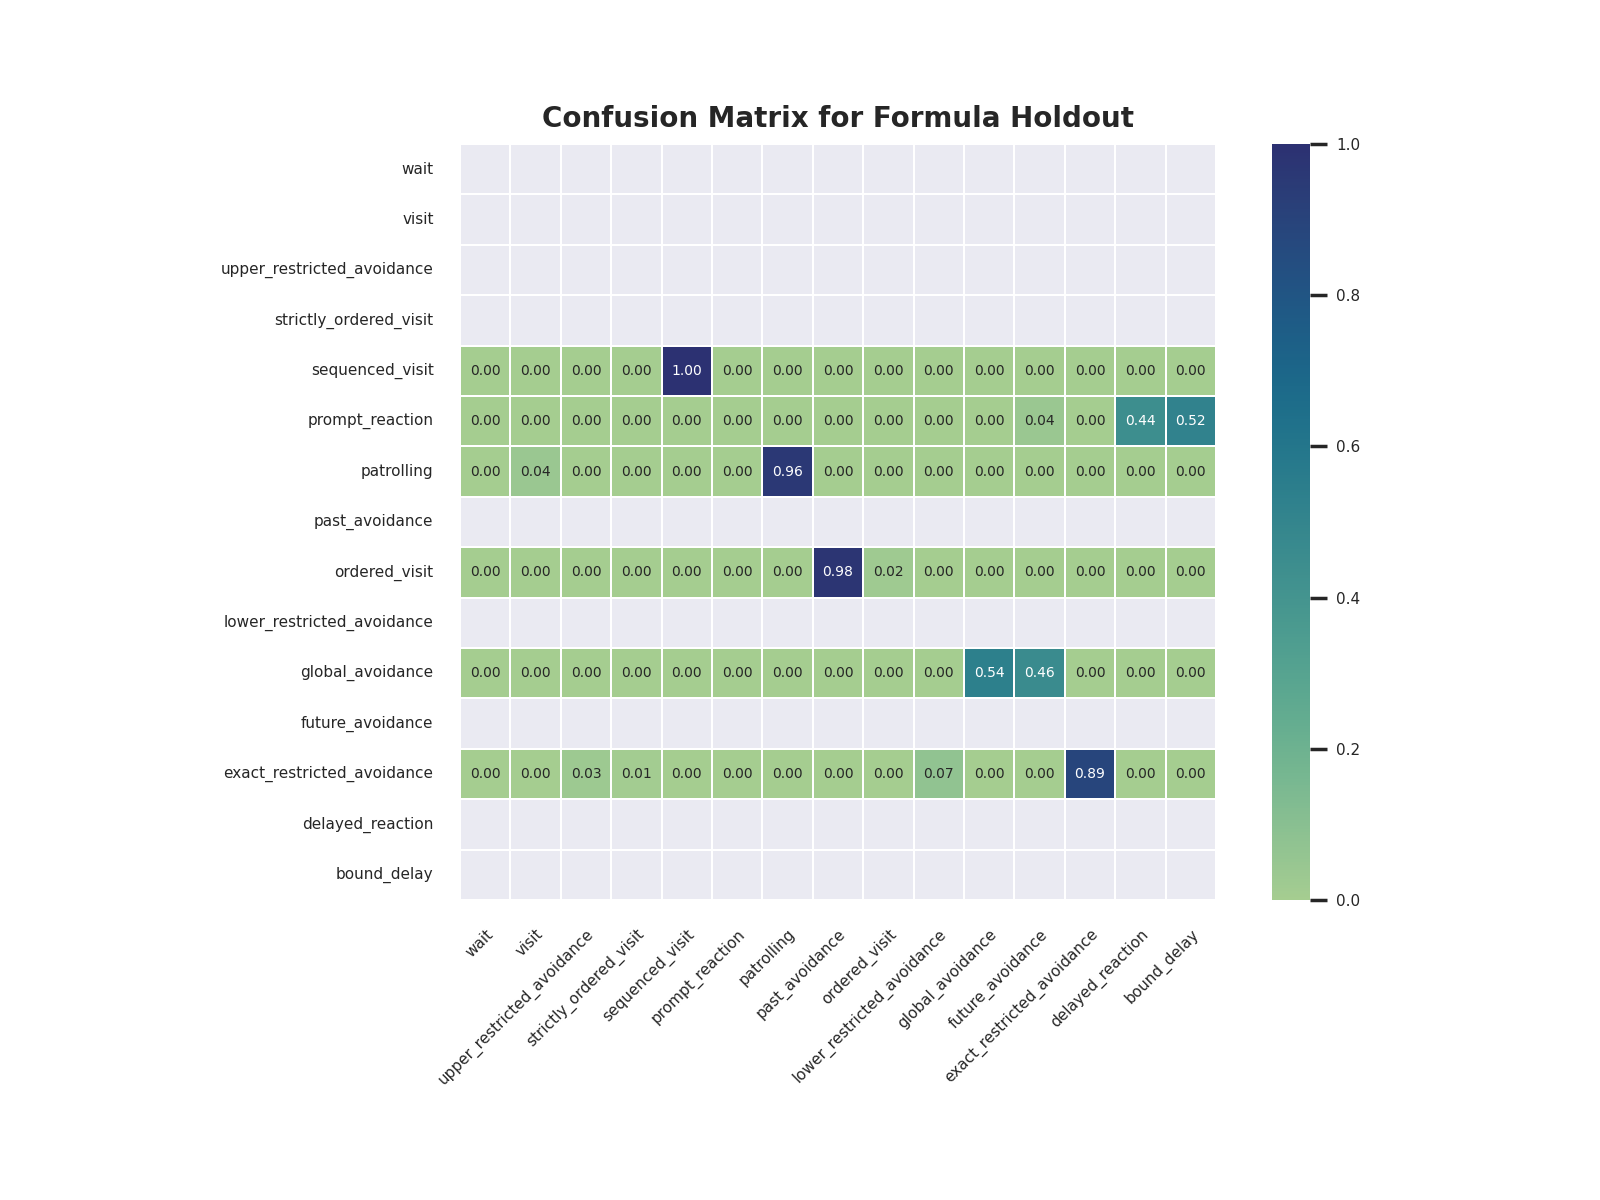 Confusion Matrix for Formula Holdout
wait
visit
upper_restricted_avoidance
strictly_ordered_visit
sequenced_visit 0.00 0.00 0.00 0.00 1.00 0.00 0.00 0.00 0.00 0.00 0.00 0.00 0.00 0.00 0.00
prompt_reaction 0.00 0.00 0.00 0.00 0.00 0.00 0.00 0.00 0.00 0.00 0.00 0.04 0.00 0.44 0.52
patrolling 0.00 0.04 0.00 0.00 0.00 0.00 0.96 0.00 0.00 0.00 0.00 0.00 0.00 0.00 0.00
past_avoidance
ordered_visit 0.00 0.00 0.00 0.00 0.00 0.00 0.00 0.98 0.02 0.00 0.00 0.00 0.00 0.00 0.00
lower_restricted_avoidance
global_avoidance 0.00 0.00 0.00 0.00 0.00 0.00 0.00 0.00 0.00 0.00 0.54 0.46 0.00 0.00 0.00
future_avoidance
exact_restricted_avoidance 0.00 0.00 0.03 0.01 0.00 0.00 0.00 0.00 0.00 0.07 0.00 0.00 0.89 0.00 0.00
delayed_reaction
bound_delay
wait
visit
upper_restricted_avoidance
strictly_ordered_visit
sequenced_visit
prompt_reaction
patrolling
past_avoidance
ordered_visit
lower_restricted_avoidance
global_avoidance
future_avoidance
exact_restricted_avoidance
delayed_reaction
bound_delay
1.0
0.8
0.6
0.4
0.2
0.0